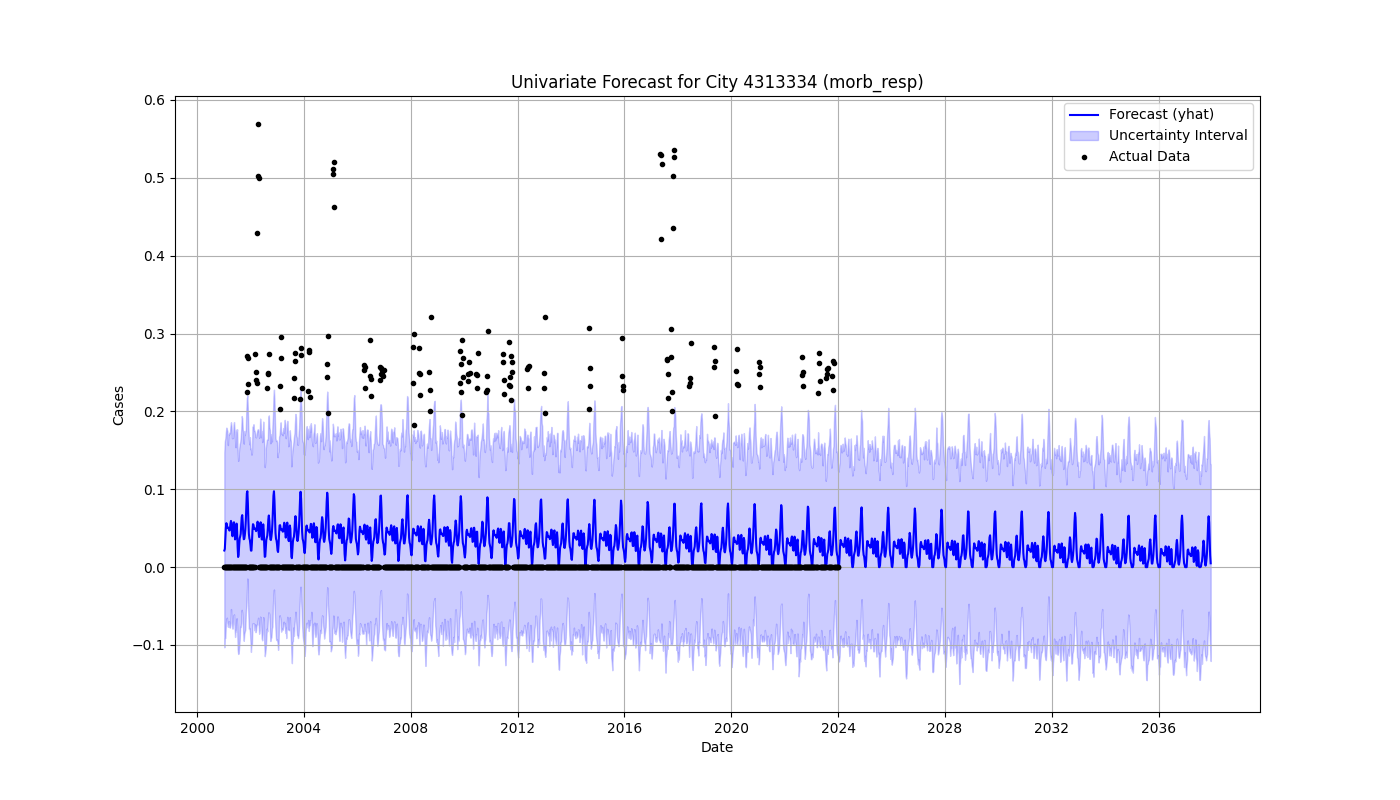 Univariate Forecast for City 4313334 (morb_resp)
Forecast (yhat)
Uncertainty Interval
Actual Data
Cases
0.6
0.5
0.4
0.3
0.2
0.1
0.0
−0.1
2000 2004 2008 2012 2016 2020 2024 2028 2032 2036
Date